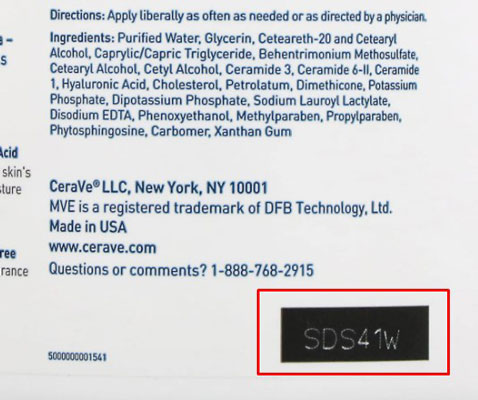 Directions: Apply liberally as often as needed or as directed by a physician.
Ingredients: Purified Water, Glycerin, Ceteareth-20 and Cetearyl
Alcohol, Caprylic/Capric Triglyceride, Behentrimonium Methosulfate,
Cetearyl Alcohol, Cetyl Alcohol, Ceramide 3, Ceramide 6-II, Ceramide
1, Hyaluronic Acid, Cholesterol, Petrolatum, Dimethicone, Potassium
Phosphate, Dipotassium Phosphate, Sodium Lauroyl Lactylate,
Disodium EDTA, Phenoxyethanol, Methylparaben, Propylparaben,
Phytosphingosine, Carbomer, Xanthan Gum
Acid
skin's
ree
rance
CeraVe® LLC, New York, NY 10001
MVE is a registered trademark of DFB Technology, Ltd.
Made in USA
www.cerave.com
Questions or comments? 1-888-768-2915
5000000001541
SDS41W